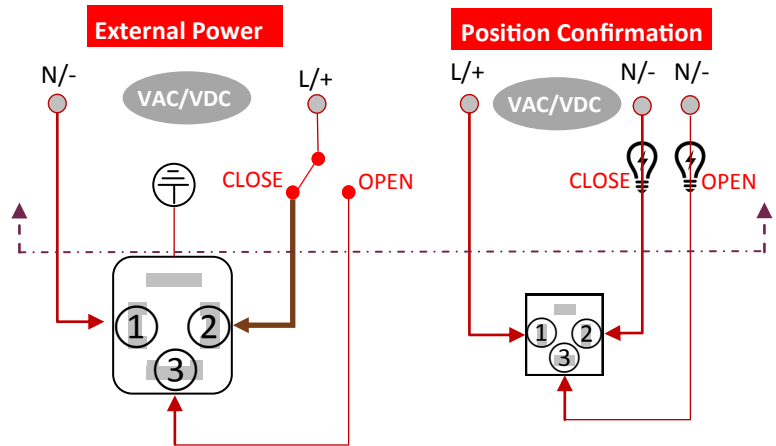 External Power
Position Confirmation
N/-
L/+
L/+
N/-
N/-
VAC/VDC
VAC/VDC
CLOSE
OPEN
CLOSE
OPEN
1
2
3
1
2
3